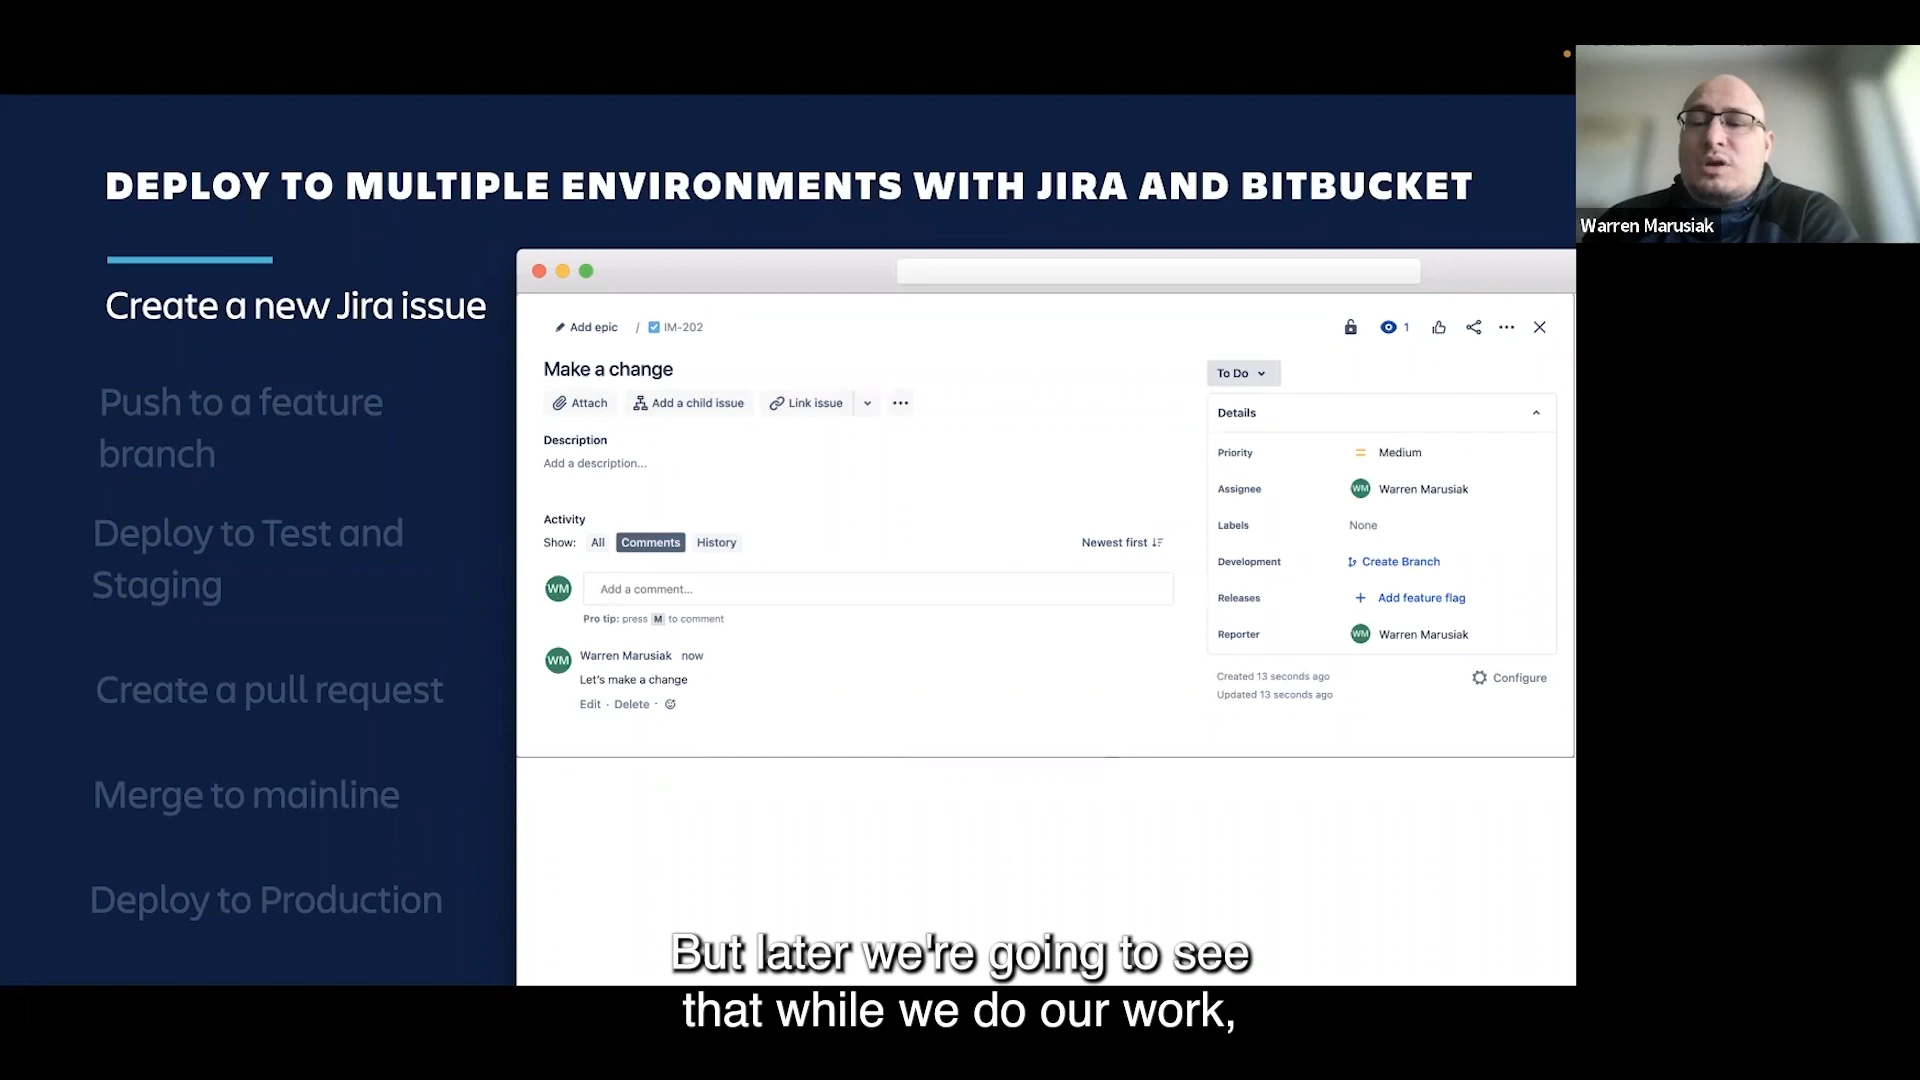 DEPLOY TO MULTIPLE ENVIRONMENTS WITH JIRA AND BITBUCKET
Warren Marusiak
Create a new Jira issue
Push to a feature
branch
Deploy to Test and
Staging
Create a pull request
Merge to mainline
Deploy to Production
Add epic / IM-202
1
Make a change
Attach
Add a child issue
Link issue
Description
Add a description...
Activity
Show: All Comments History
Newest first
WM
Add a comment...
Pro tip: press M to comment
WM
Warren Marusiak now
Let's make a change
Edit · Delete ·
To Do
Details
Priority Medium
Assignee WM Warren Marusiak
Labels None
Development Create Branch
Releases + Add feature flag
Reporter WM Warren Marusiak
Created 13 seconds ago
Updated 13 seconds ago
Configure
But later we're going to see
that while we do our work,